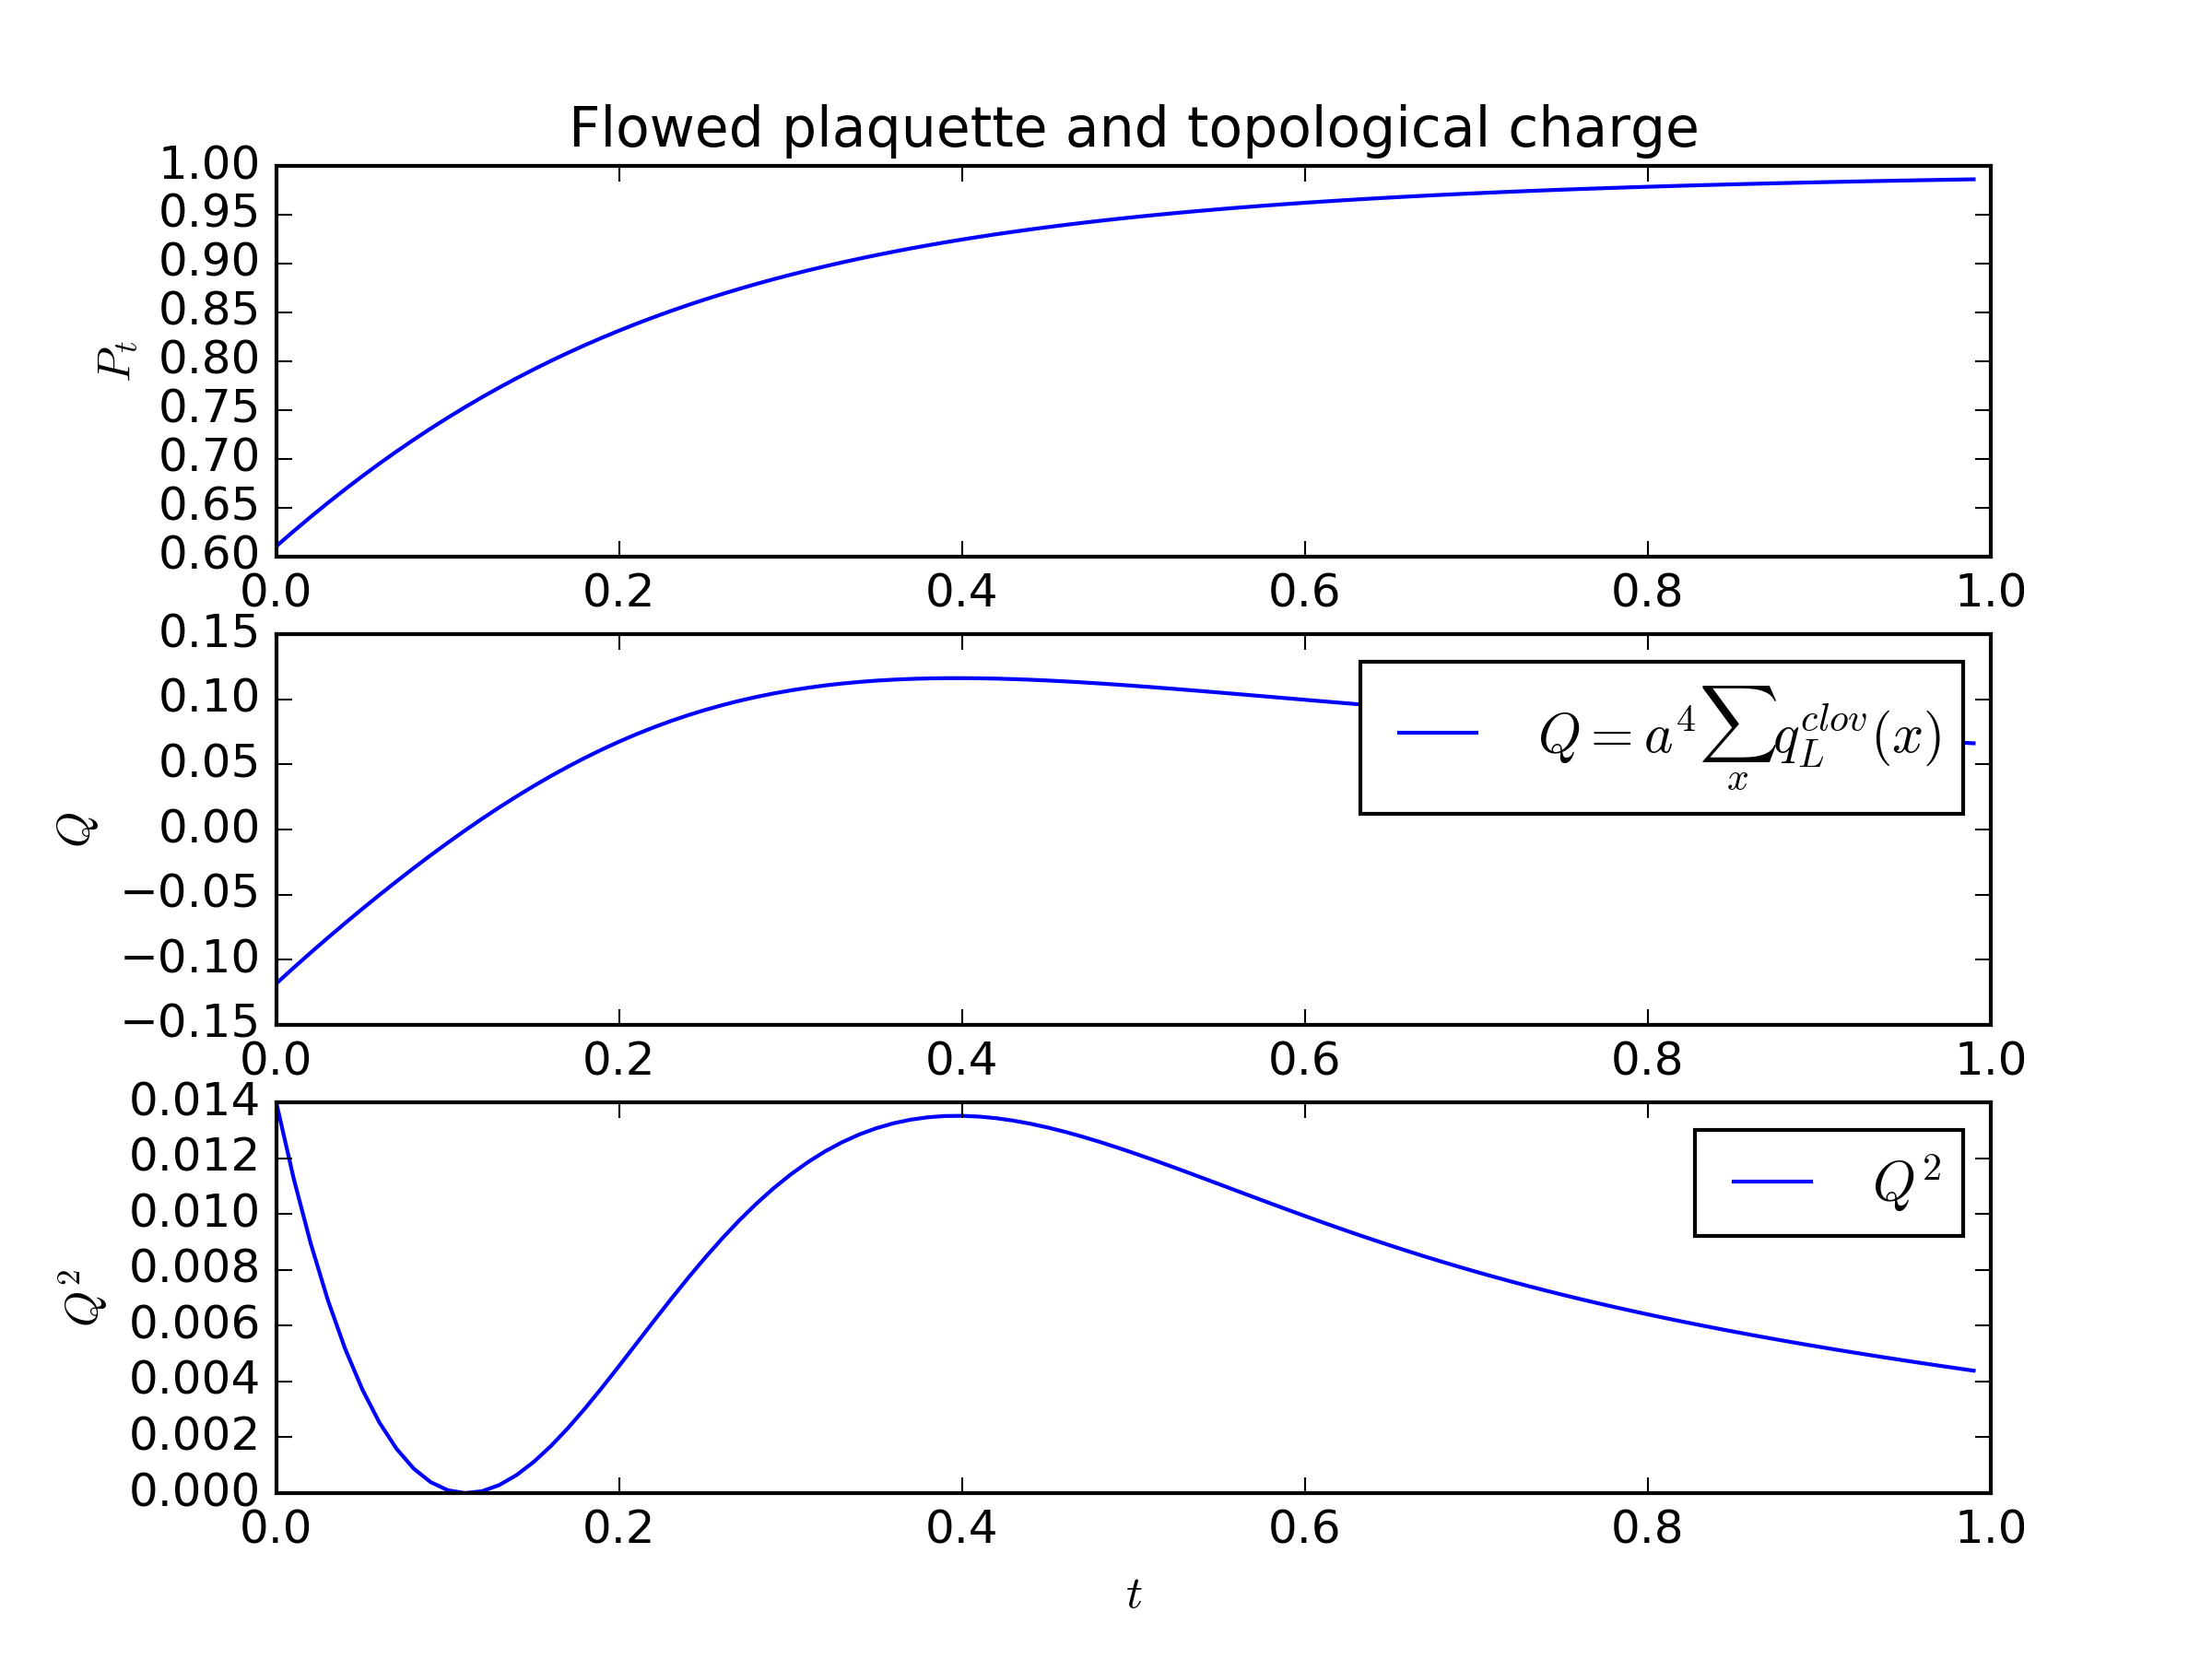 Flowed plaquette and topological charge
1.00
0.95
0.90
0.85
0.80
0.75
0.70
0.65
0.60
P_t
0.0 0.2 0.4 0.6 0.8 1.0
0.15
0.10
0.05
0.00
−0.05
−0.10
−0.15
Q
Q = a^4 ∑_x q_L^{clov}(x)
0.0 0.2 0.4 0.6 0.8 1.0
0.014
0.012
0.010
0.008
0.006
0.004
0.002
0.000
Q^2
Q^2
0.0 0.2 0.4 0.6 0.8 1.0
t